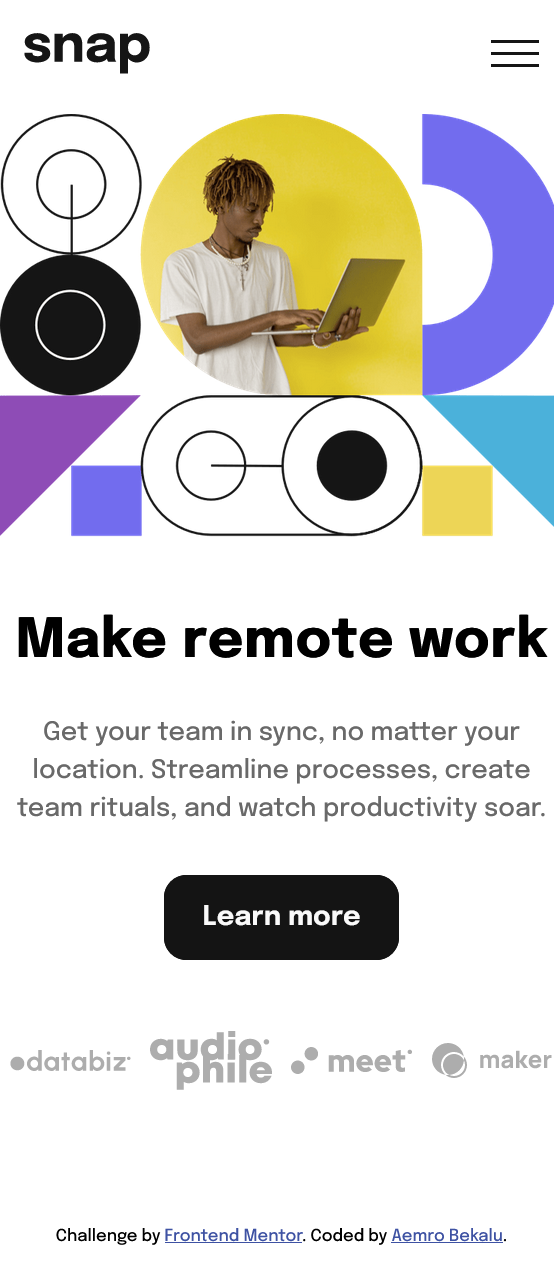 snap
Make remote work
Get your team in sync, no matter your
location. Streamline processes, create
team rituals, and watch productivity soar.
Learn more
databiz audiophile meet maker
Challenge by Frontend Mentor. Coded by Aemro Bekalu.